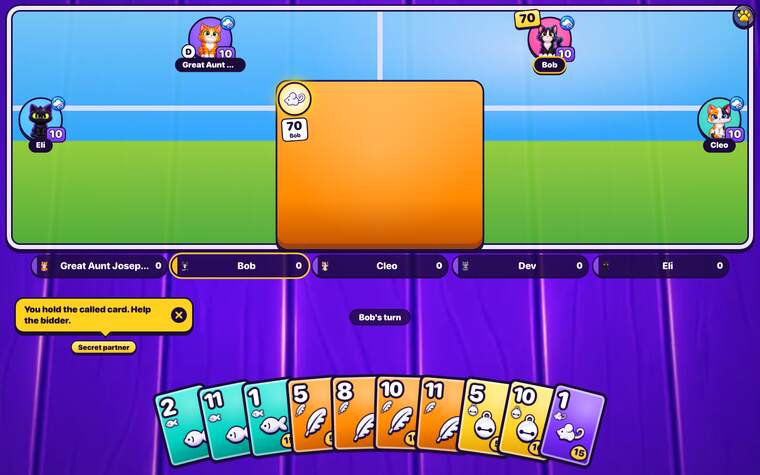 70
D
10
Great Aunt ...
10
Bob
10
Eli
10
Cleo
70
Bob
Great Aunt Josep... 0
Bob 0
Cleo 0
Dev 0
Eli 0
You hold the called card. Help
the bidder.
Secret partner
Bob's turn
2
11
1
5
8
10
11
5
10
1
15